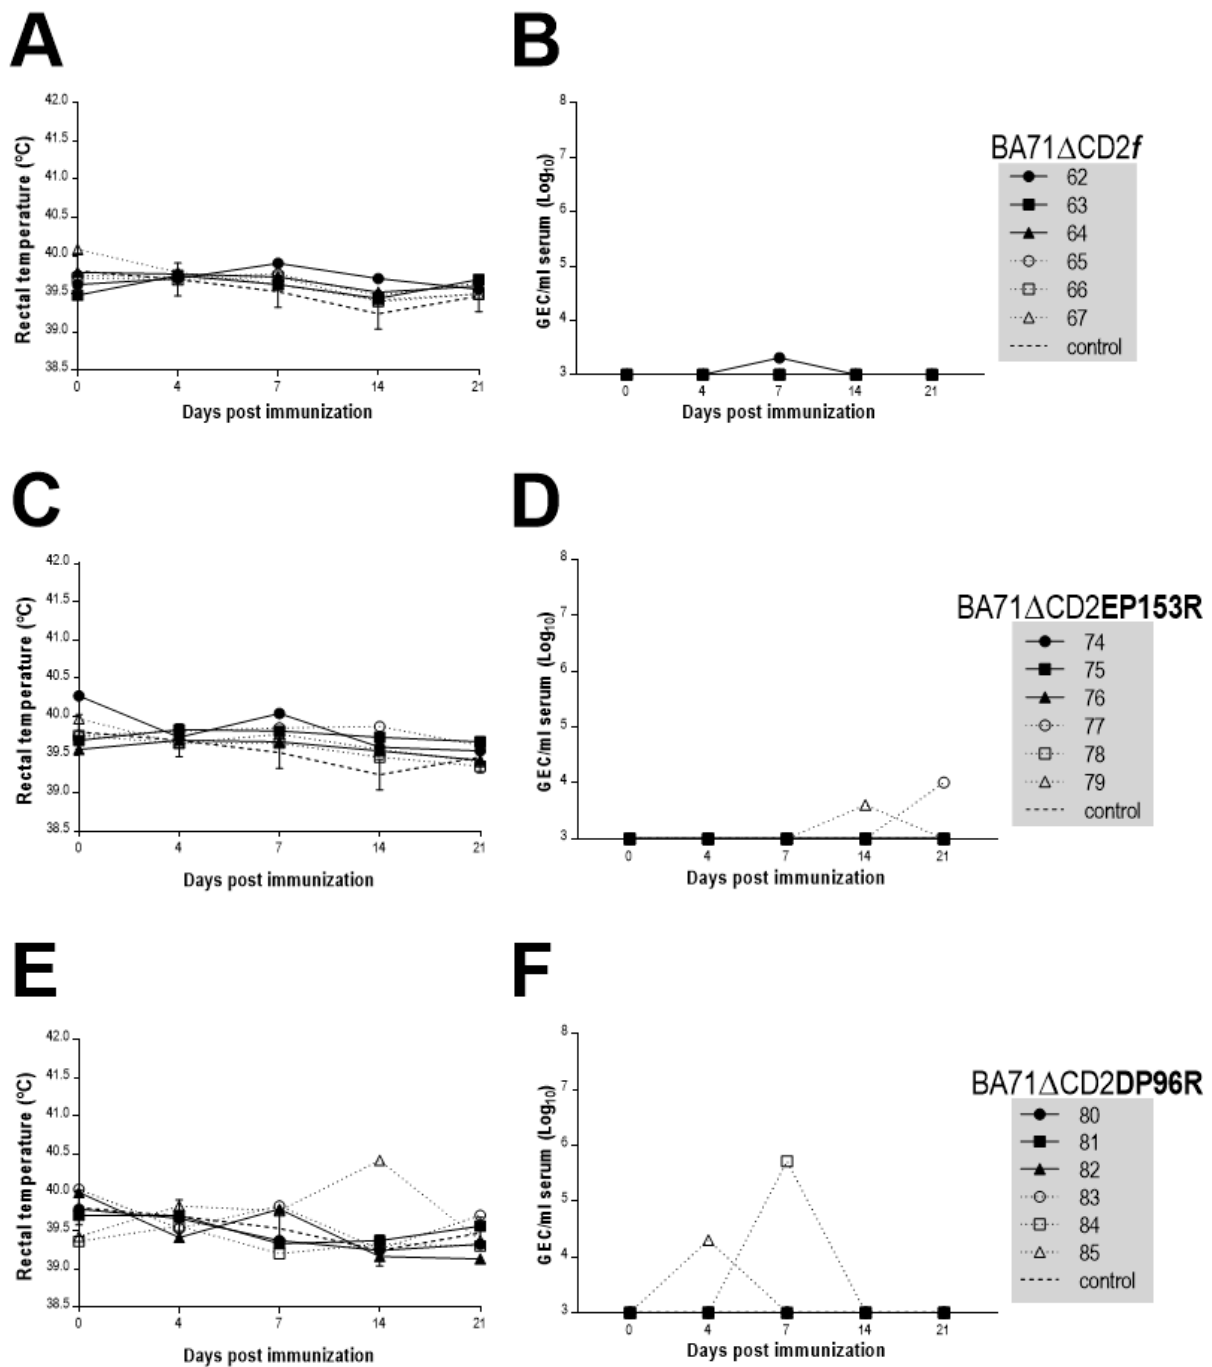 A
42.0
41.5
41.0
40.5
40.0
39.5
39.0
38.5
Rectal temperature (ºC)
0 4 7 14 21
Days post immunization
B
8
7
6
5
4
3
GEC/ml serum (Log10)
0 4 7 14 21
Days post immunization
BA71ΔCD2f
62
63
64
65
66
67
control
C
42.0
41.5
41.0
40.5
40.0
39.5
39.0
38.5
Rectal temperature (ºC)
0 4 7 14 21
Days post immunization
D
8
7
6
5
4
3
GEC/ml serum (Log10)
0 4 7 14 21
Days post immunization
BA71ΔCD2EP153R
74
75
76
77
78
79
control
E
42.0
41.5
41.0
40.5
40.0
39.5
39.0
38.5
Rectal temperature (ºC)
0 4 7 14 21
Days post immunization
F
8
7
6
5
4
3
GEC/ml serum (Log10)
0 4 7 14 21
Days post immunization
BA71ΔCD2DP96R
80
81
82
83
84
85
control